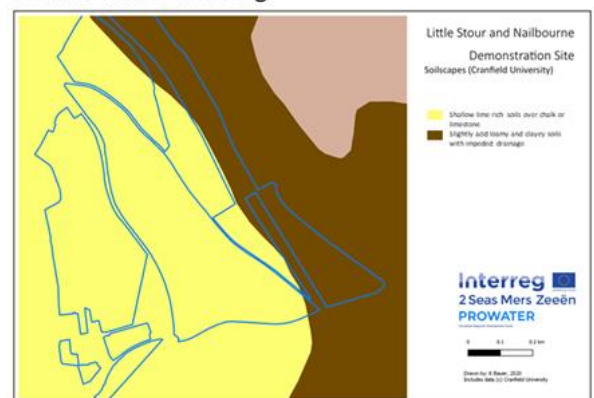 Little Stour and Nailbourne
Demonstration Site
Soilscapes (Cranfield University)
Shallow lime rich soils over chalk or
limestone
Slightly acid loamy and clayey soils
with impeded drainage
Interreg
2 Seas Mers Zeeën
PROWATER
0 0.1 0.2 km
Drawn by: K Bauer, 2020
Includes data (c) Cranfield University